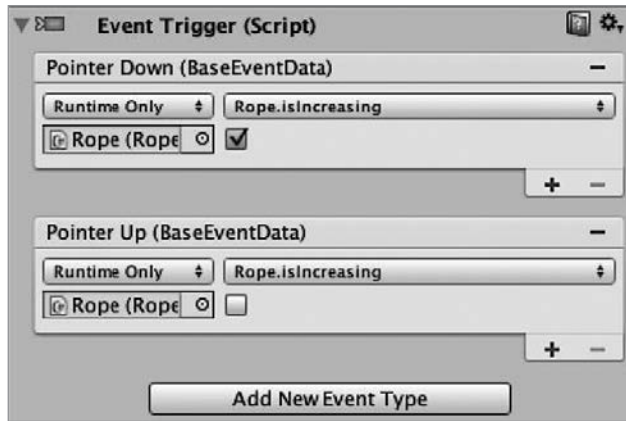 Event Trigger (Script)
Pointer Down (BaseEventData)
Runtime Only Rope.isIncreasing
Rope (Rope
Pointer Up (BaseEventData)
Runtime Only Rope.isIncreasing
Rope (Rope
Add New Event Type